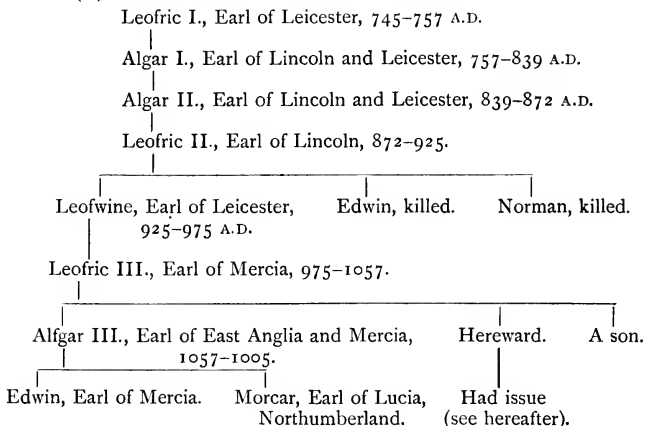 Leofric I., Earl of Leicester, 745–757 A.D.
Algar I., Earl of Lincoln and Leicester, 757–839 A.D.
Algar II., Earl of Lincoln and Leicester, 839–872 A.D.
Leofric II., Earl of Lincoln, 872–925.
Leofwine, Earl of Leicester, Edwin, killed. Norman, killed.
925–975 A.D.
Leofric III., Earl of Mercia, 975–1057.
Alfgar III., Earl of East Anglia and Mercia, Hereward. A son.
1057–1005.
Edwin, Earl of Mercia. Morcar, Earl of Lucia, Had issue
Northumberland. (see hereafter).